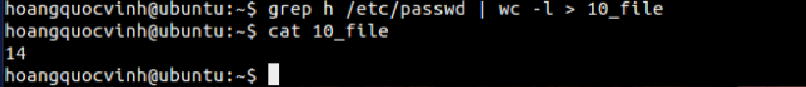 hoangquocvinh@ubuntu:~$ grep h /etc/passwd | wc -l > 10_file
hoangquocvinh@ubuntu:~$ cat 10_file
14
hoangquocvinh@ubuntu:~$